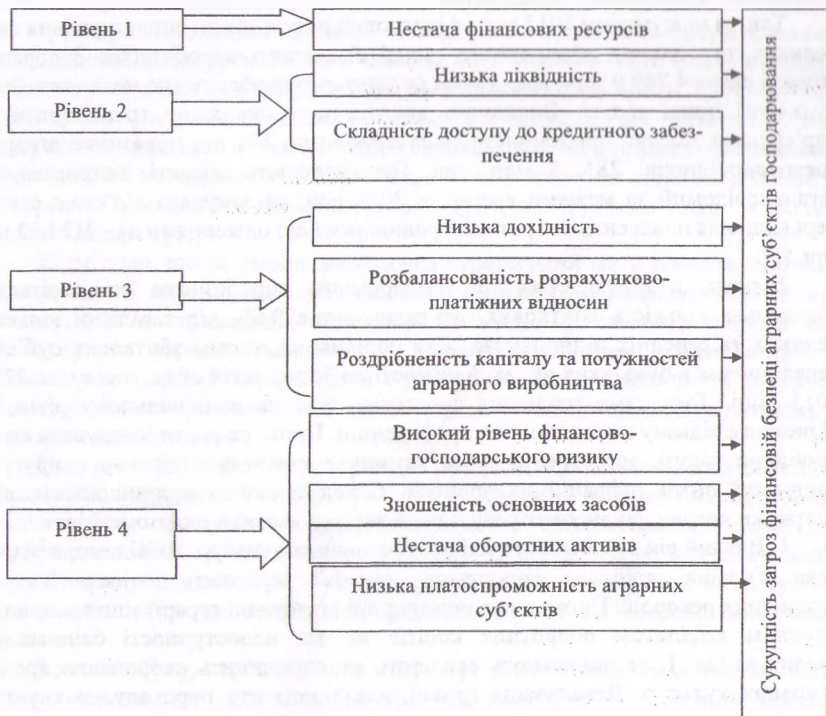 Рівень 1
Нестача фінансових ресурсів
Рівень 2
Низька ліквідність
Складність доступу до кредитного забез-
печення
Рівень 3
Низька дохідність
Розбалансованість розрахунково-
платіжних відносин
Роздрібненість капіталу та потужностей
аграрного виробництва
Рівень 4
Високий рівень фінансово-
господарського ризику
Зношеність основних засобів
Нестача оборотних активів
Низька платоспроможність аграрних
суб’єктів
Сукупність загроз фінансовій безпеці аграрних суб’єктів господарювання